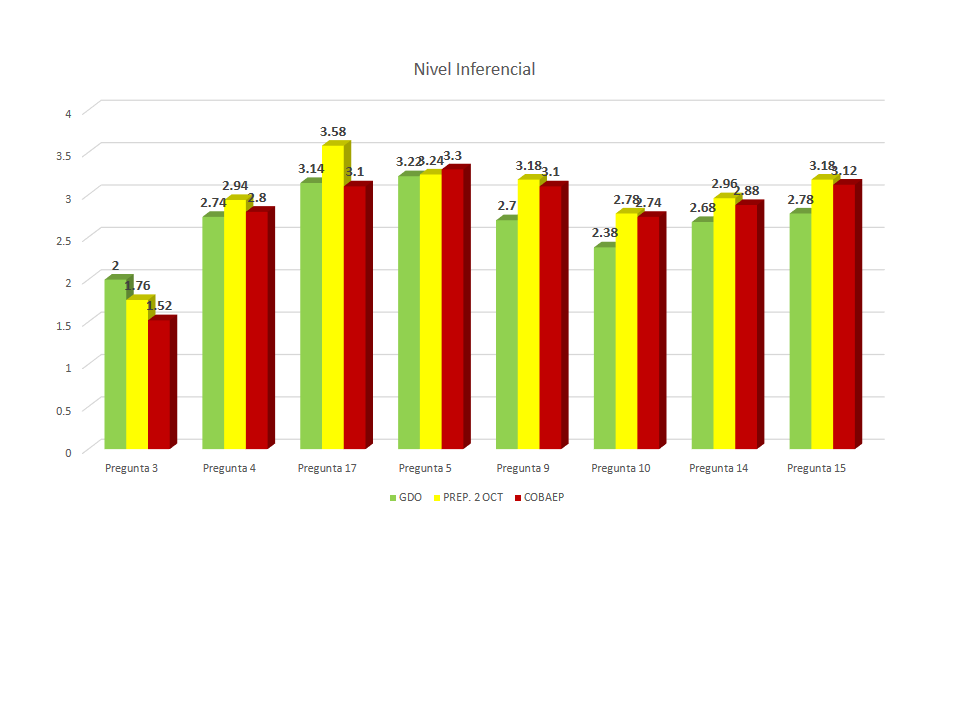 Nivel Inferencial
4
3.5
3
2.5
2
1.5
1
0.5
0
2 1.76 1.52
2.74 2.94 2.8
3.14 3.58 3.1
3.22 3.24 3.3
2.7 3.18 3.1
2.38 2.78 2.74
2.68 2.96 2.88
2.78 3.18 3.12
Pregunta 3 Pregunta 4 Pregunta 17 Pregunta 5 Pregunta 9 Pregunta 10 Pregunta 14 Pregunta 15
GDO PREP. 2 OCT COBAEP